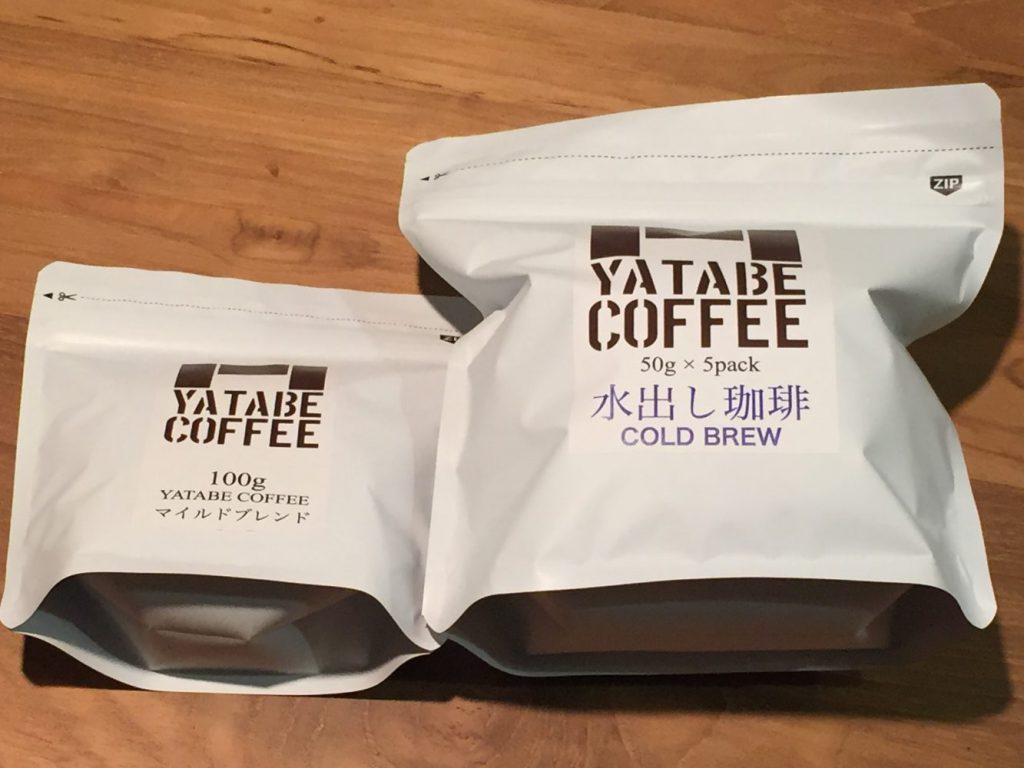 YATABE
COFFEE
100g
YATABE COFFEE
マイルドブレンド
ZIP
YATABE
COFFEE
50g × 5pack
水出し珈琲
COLD BREW